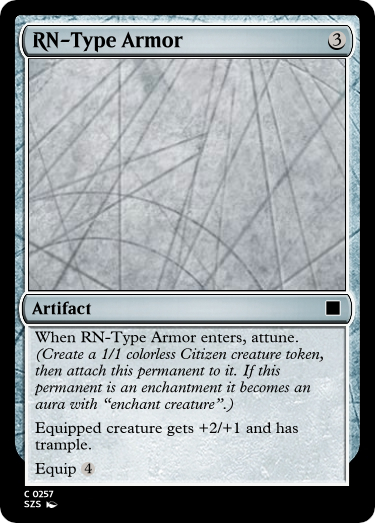 RN-Type Armor 3
Artifact
When RN-Type Armor enters, attune.
(Create a 1/1 colorless Citizen creature token,
then attach this permanent to it. If this
permanent is an enchantment it becomes an
aura with “enchant creature”.)
Equipped creature gets +2/+1 and has
trample.
Equip 4
C 0257
SZS